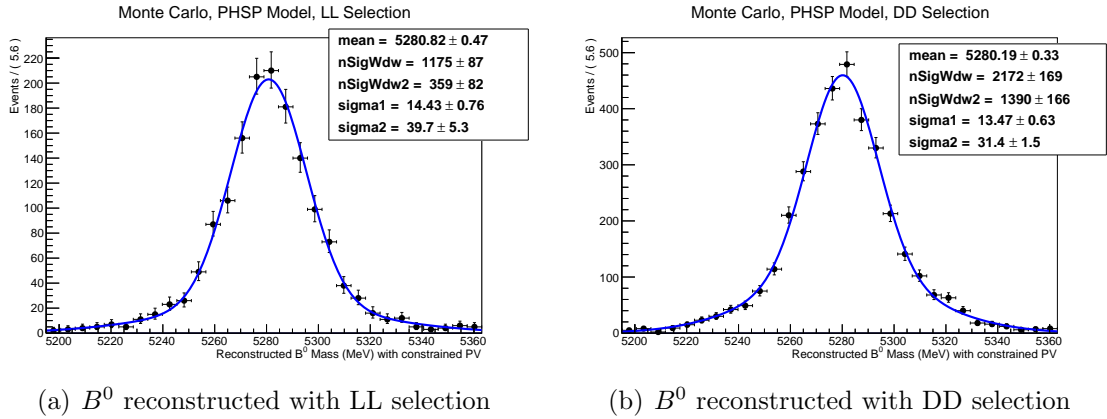 Monte Carlo, PHSP Model, LL Selection
Events / ( 5.6 )
220
200
180
160
140
120
100
80
60
40
20
0
mean = 5280.82 ± 0.47
nSigWdw = 1175 ± 87
nSigWdw2 = 359 ± 82
sigma1 = 14.43 ± 0.76
sigma2 = 39.7 ± 5.3
5200 5220 5240 5260 5280 5300 5320 5340 5360
Reconstructed B⁰ Mass (MeV) with constrained PV
(a) B⁰ reconstructed with LL selection
Monte Carlo, PHSP Model, DD Selection
Events / ( 5.6 )
500
400
300
200
100
0
mean = 5280.19 ± 0.33
nSigWdw = 2172 ± 169
nSigWdw2 = 1390 ± 166
sigma1 = 13.47 ± 0.63
sigma2 = 31.4 ± 1.5
5200 5220 5240 5260 5280 5300 5320 5340 5360
Reconstructed B⁰ Mass (MeV) with constrained PV
(b) B⁰ reconstructed with DD selection